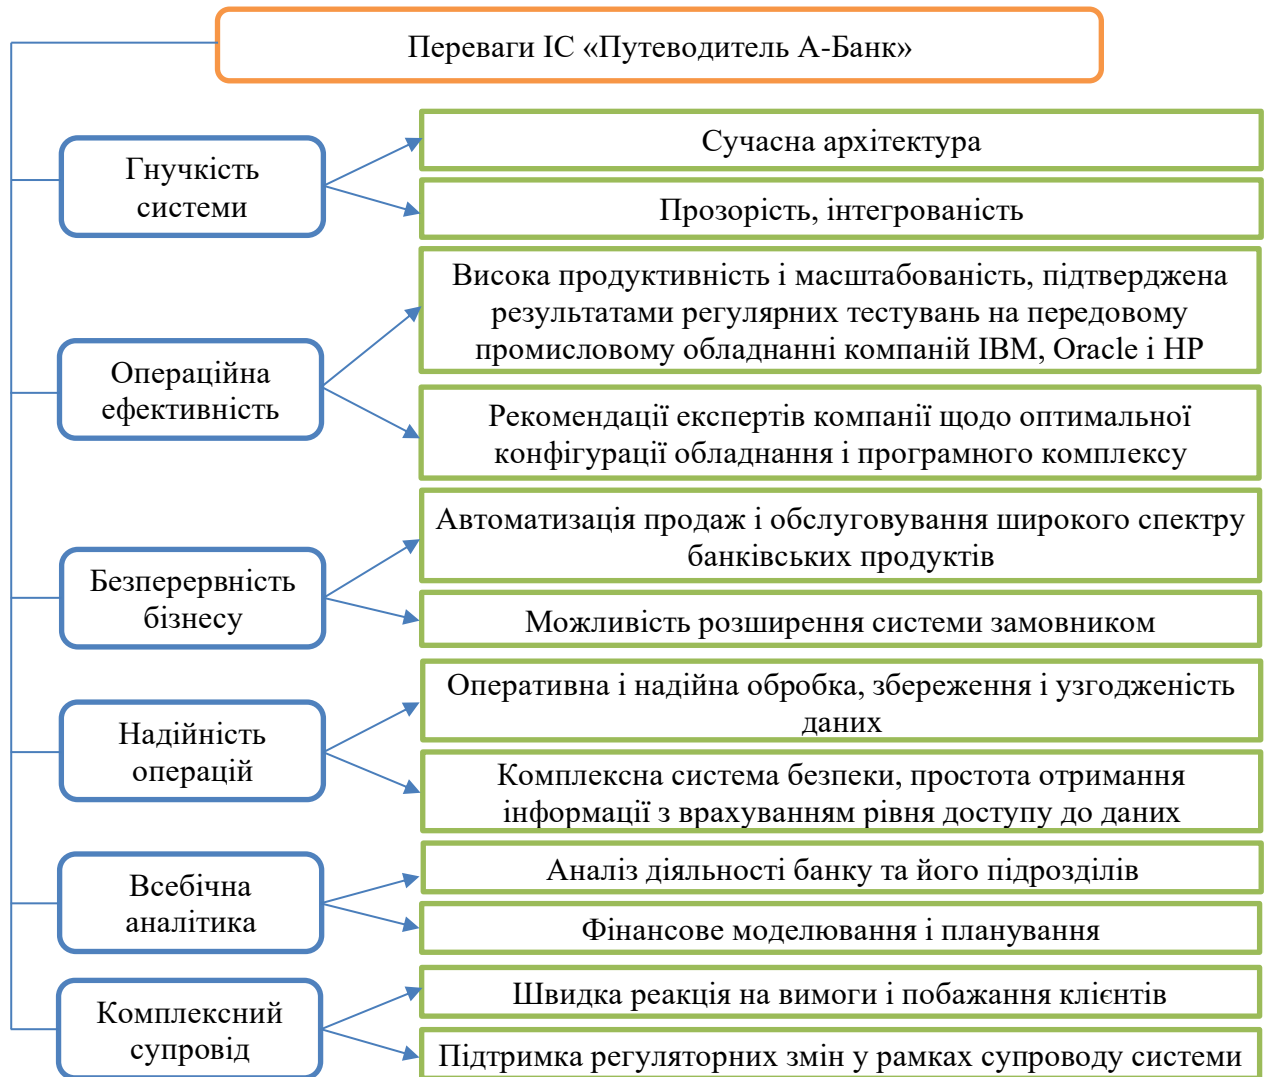 Переваги ІС «Путеводитель А-Банк»
Гнучкість
системи
Сучасна архітектура
Прозорість, інтегрованість
Операційна
ефективність
Висока продуктивність і масштабованість, підтверджена
результатами регулярних тестувань на передовому
промисловому обладнанні компаній IBM, Oracle і HP
Рекомендації експертів компанії щодо оптимальної
конфігурації обладнання і програмного комплексу
Безперервність
бізнесу
Автоматизація продаж і обслуговування широкого спектру
банківських продуктів
Можливість розширення системи замовником
Надійність
операцій
Оперативна і надійна обробка, збереження і узгодженість
даних
Комплексна система безпеки, простота отримання
інформації з врахуванням рівня доступу до даних
Всебічна
аналітика
Аналіз діяльності банку та його підрозділів
Фінансове моделювання і планування
Комплексний
супровід
Швидка реакція на вимоги і побажання клієнтів
Підтримка регуляторних змін у рамках супроводу системи